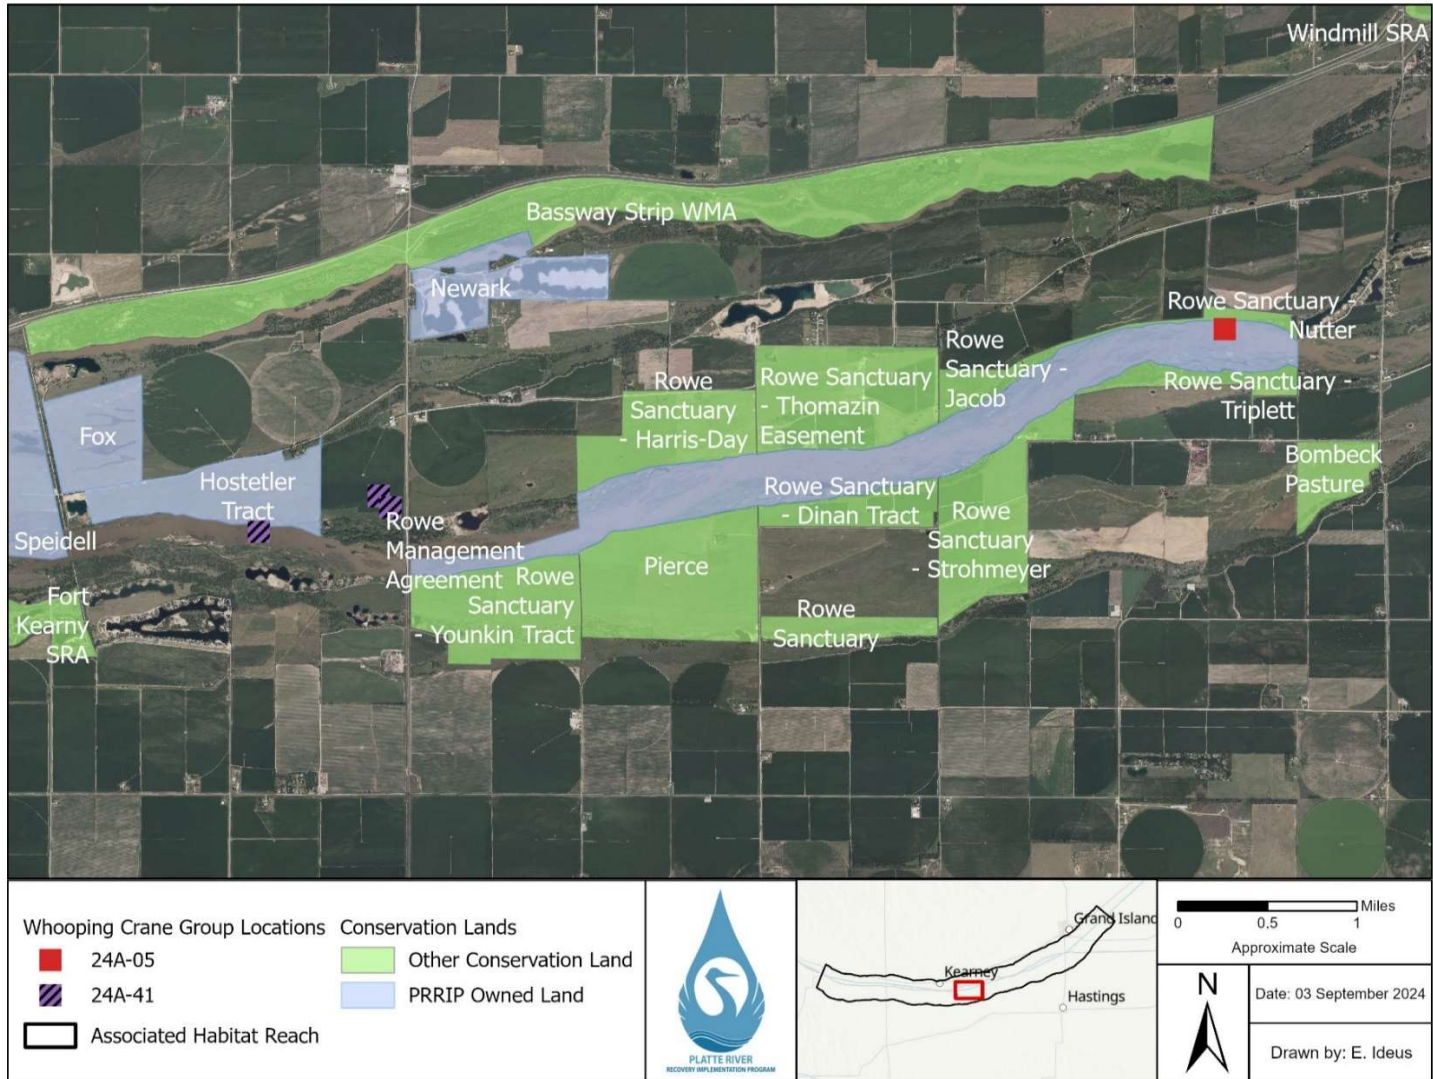 Windmill SRA
Bassway Strip WMA
Newark
Rowe Sanctuary -
Nutter
Rowe
Sanctuary -
Jacob
Rowe Sanctuary
- Thomazin
Easement
Rowe
Sanctuary
- Harris-Day
Rowe Sanctuary -
Triplett
Fox
Hostetler
Tract
Bombeck
Pasture
Rowe Sanctuary
- Dinan Tract
Rowe
Sanctuary
- Strohmeyer
Speidell
Rowe
Management
Agreement
Pierce
Rowe
Sanctuary
- Younkin Tract
Fort
Kearny
SRA
Rowe
Sanctuary
Whooping Crane Group Locations
24A-05
24A-41
Associated Habitat Reach
Conservation Lands
Other Conservation Land
PRRIP Owned Land
PLATTE RIVER
RECOVERY IMPLEMENTATION PROGRAM
Grand Island
Kearney
Hastings
Miles
0 0.5 1
Approximate Scale
N
Date: 03 September 2024
Drawn by: E. Ideus